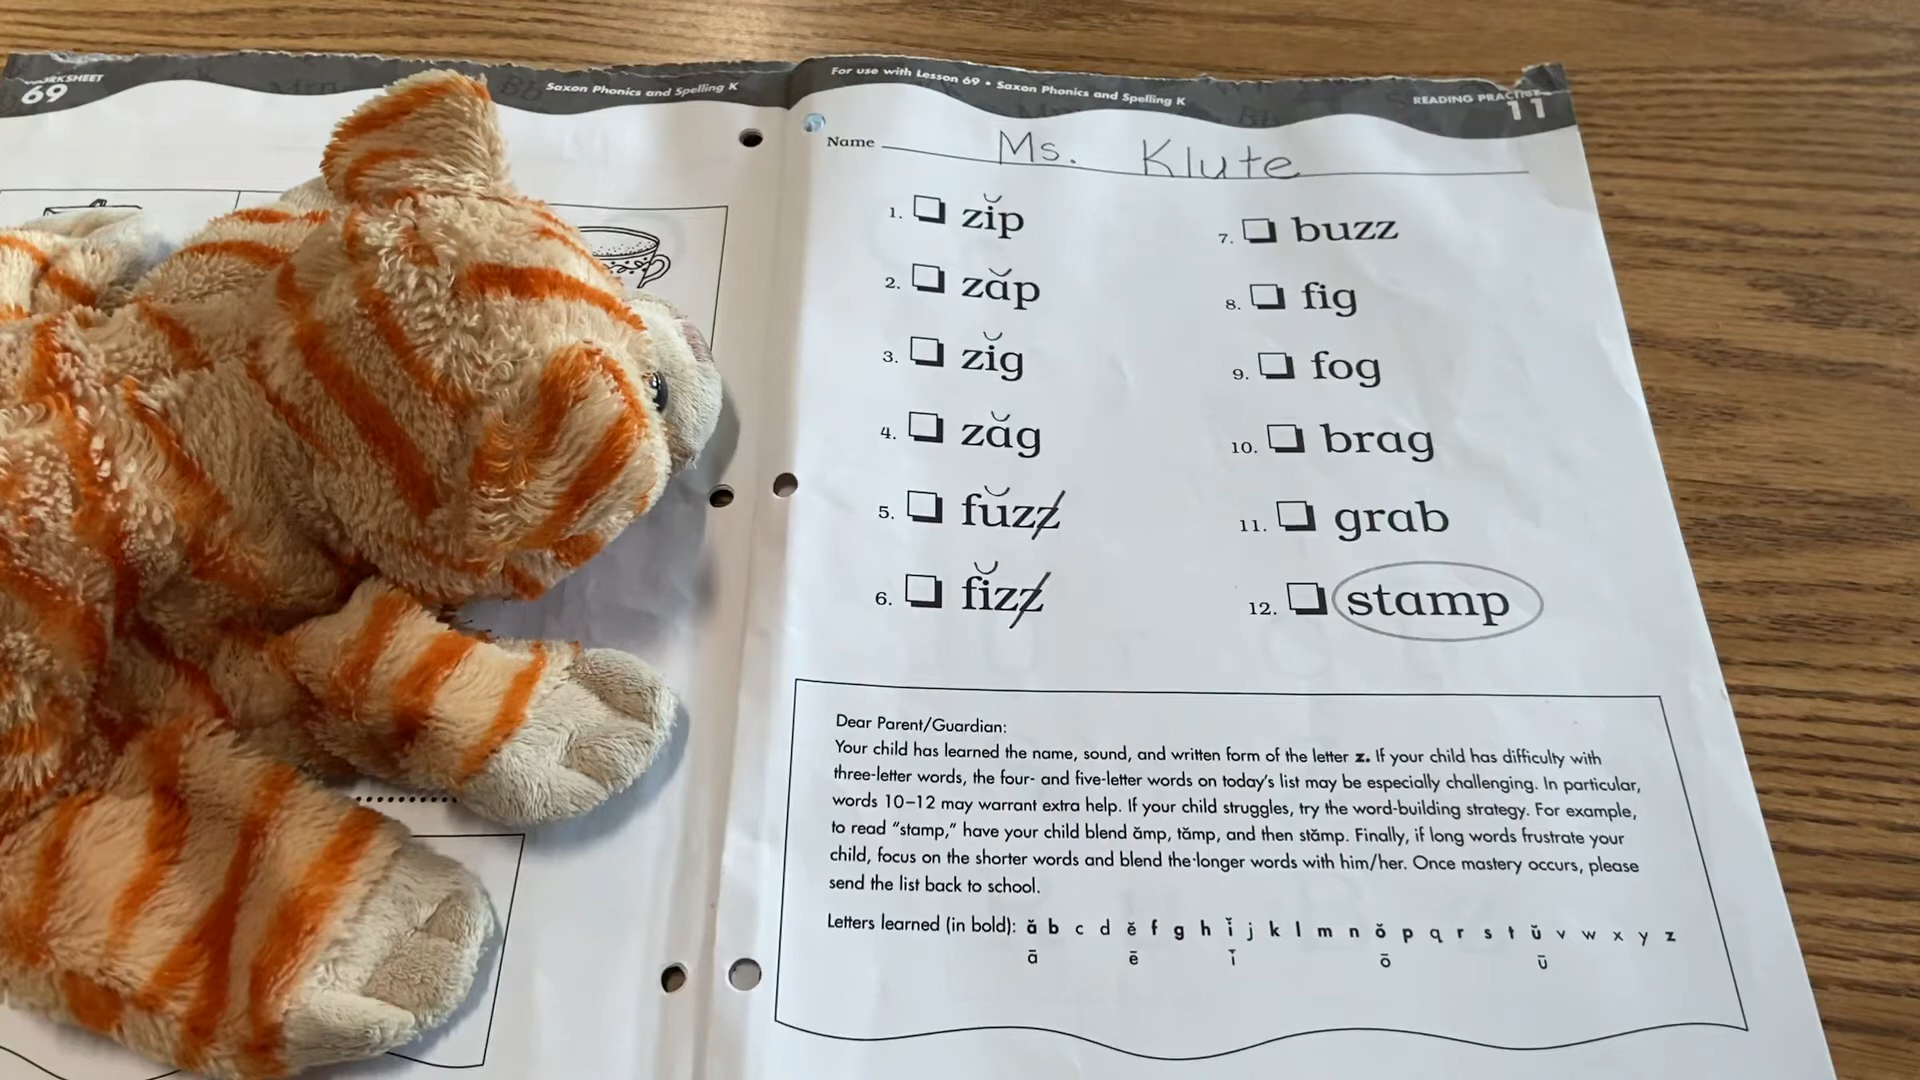 WORKSHEET
69
Saxon Phonics and Spelling K
For use with Lesson 69 • Saxon Phonics and Spelling K
READING PRACTICE
11
Name Ms. Klute
1. zĭp
2. zăp
3. zĭg
4. zăg
5. fŭzz
6. fĭzz
7. buzz
8. fig
9. fog
10. brag
11. grab
12. stamp
Dear Parent/Guardian:
Your child has learned the name, sound, and written form of the letter z. If your child has difficulty with
three-letter words, the four- and five-letter words on today's list may be especially challenging. In particular,
words 10–12 may warrant extra help. If your child struggles, try the word-building strategy. For example,
to read "stamp," have your child blend ămp, tămp, and then stămp. Finally, if long words frustrate your
child, focus on the shorter words and blend the longer words with him/her. Once mastery occurs, please
send the list back to school.
Letters learned (in bold): ă b c d ĕ f g h ĭ j k l m n ŏ p q r s t ŭ v w x y z
ā ē ī ō ū